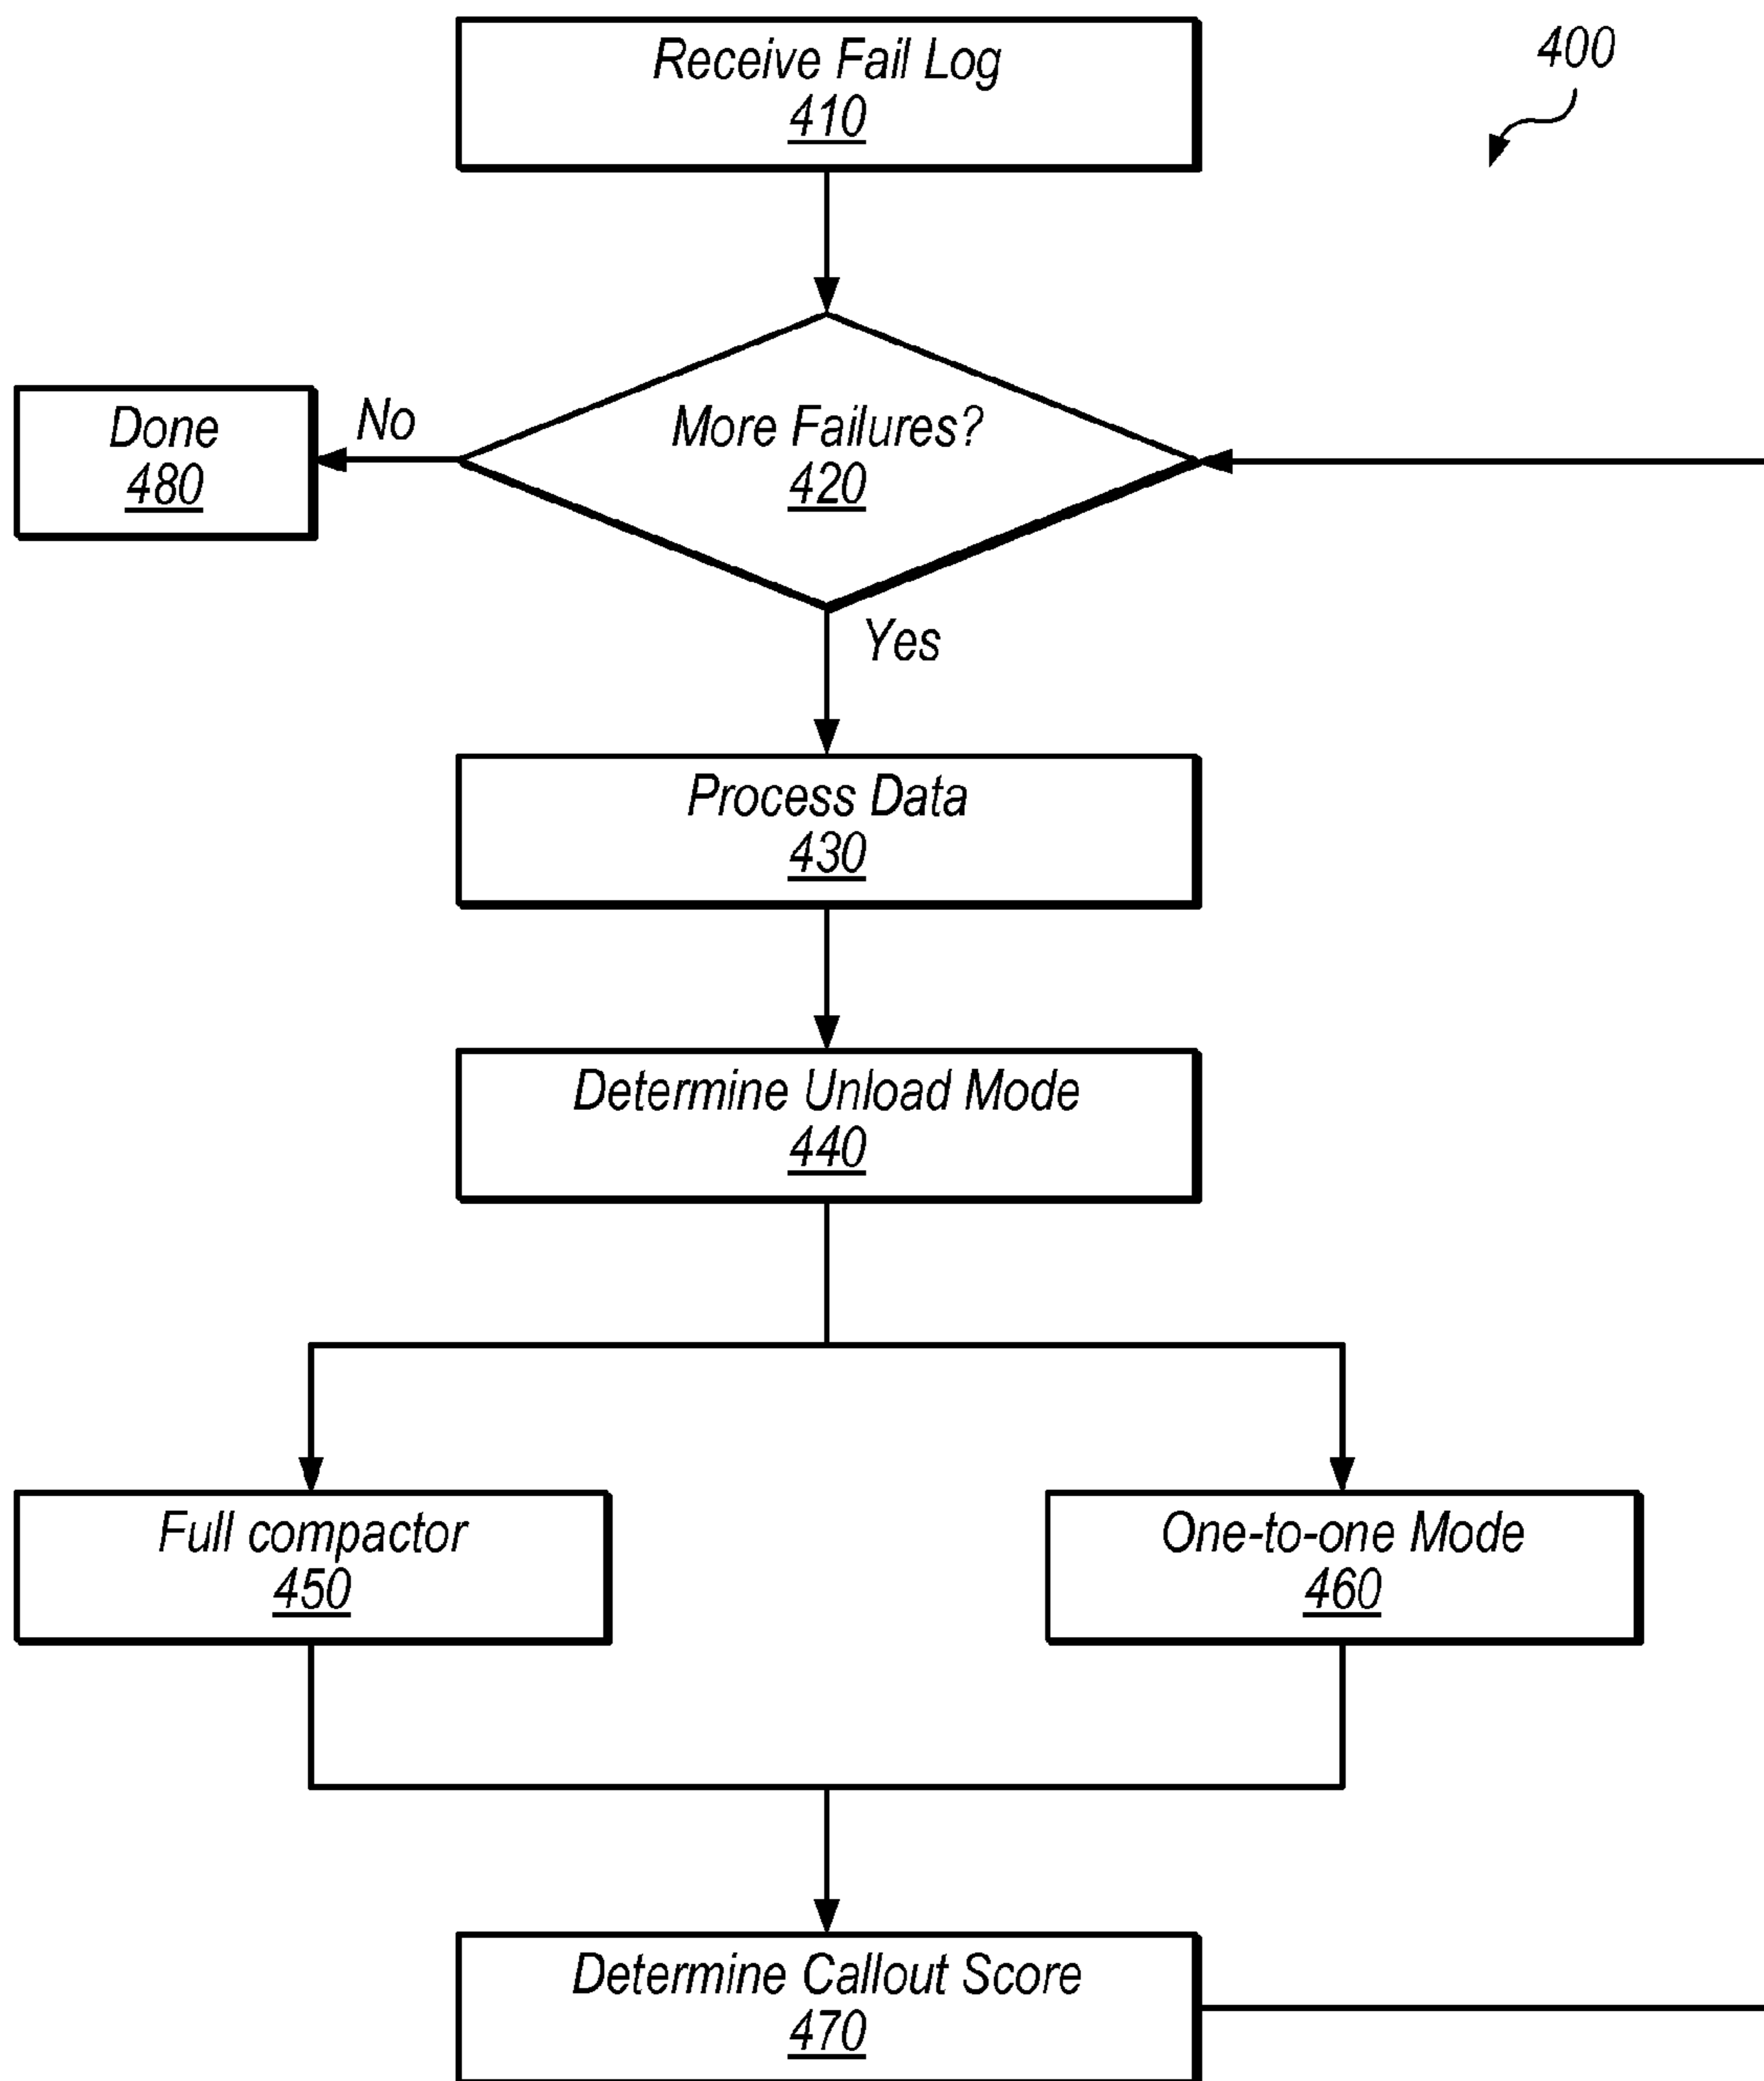 Receive Fail Log
410
400
More Failures?
420
No
Done
480
Yes
Process Data
430
Determine Unload Mode
440
Full compactor
450
One-to-one Mode
460
Determine Callout Score
470